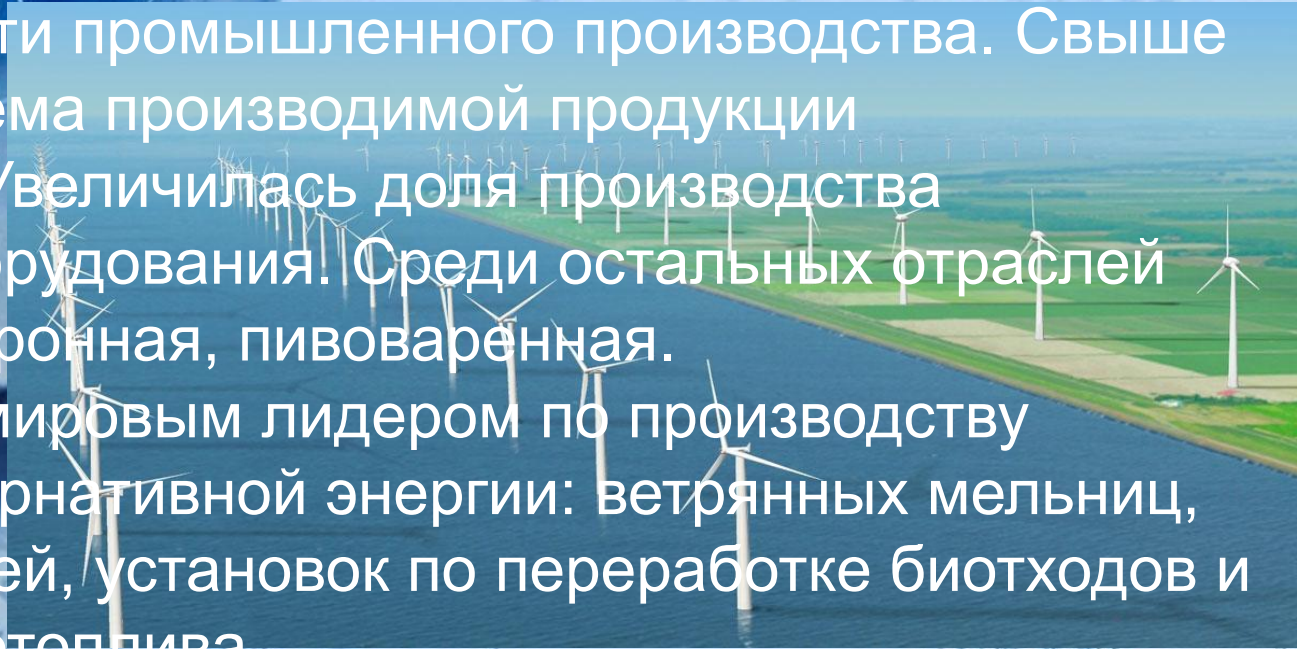 ти промышленного производства. Свыше
ема производимой продукции
Увеличилась доля производства
рудования. Среди остальных отраслей
ронная, пивоваренная.
мировым лидером по производству
рнативной энергии: ветрянных мельниц,
ей, установок по переработке биотходов и
отоплива